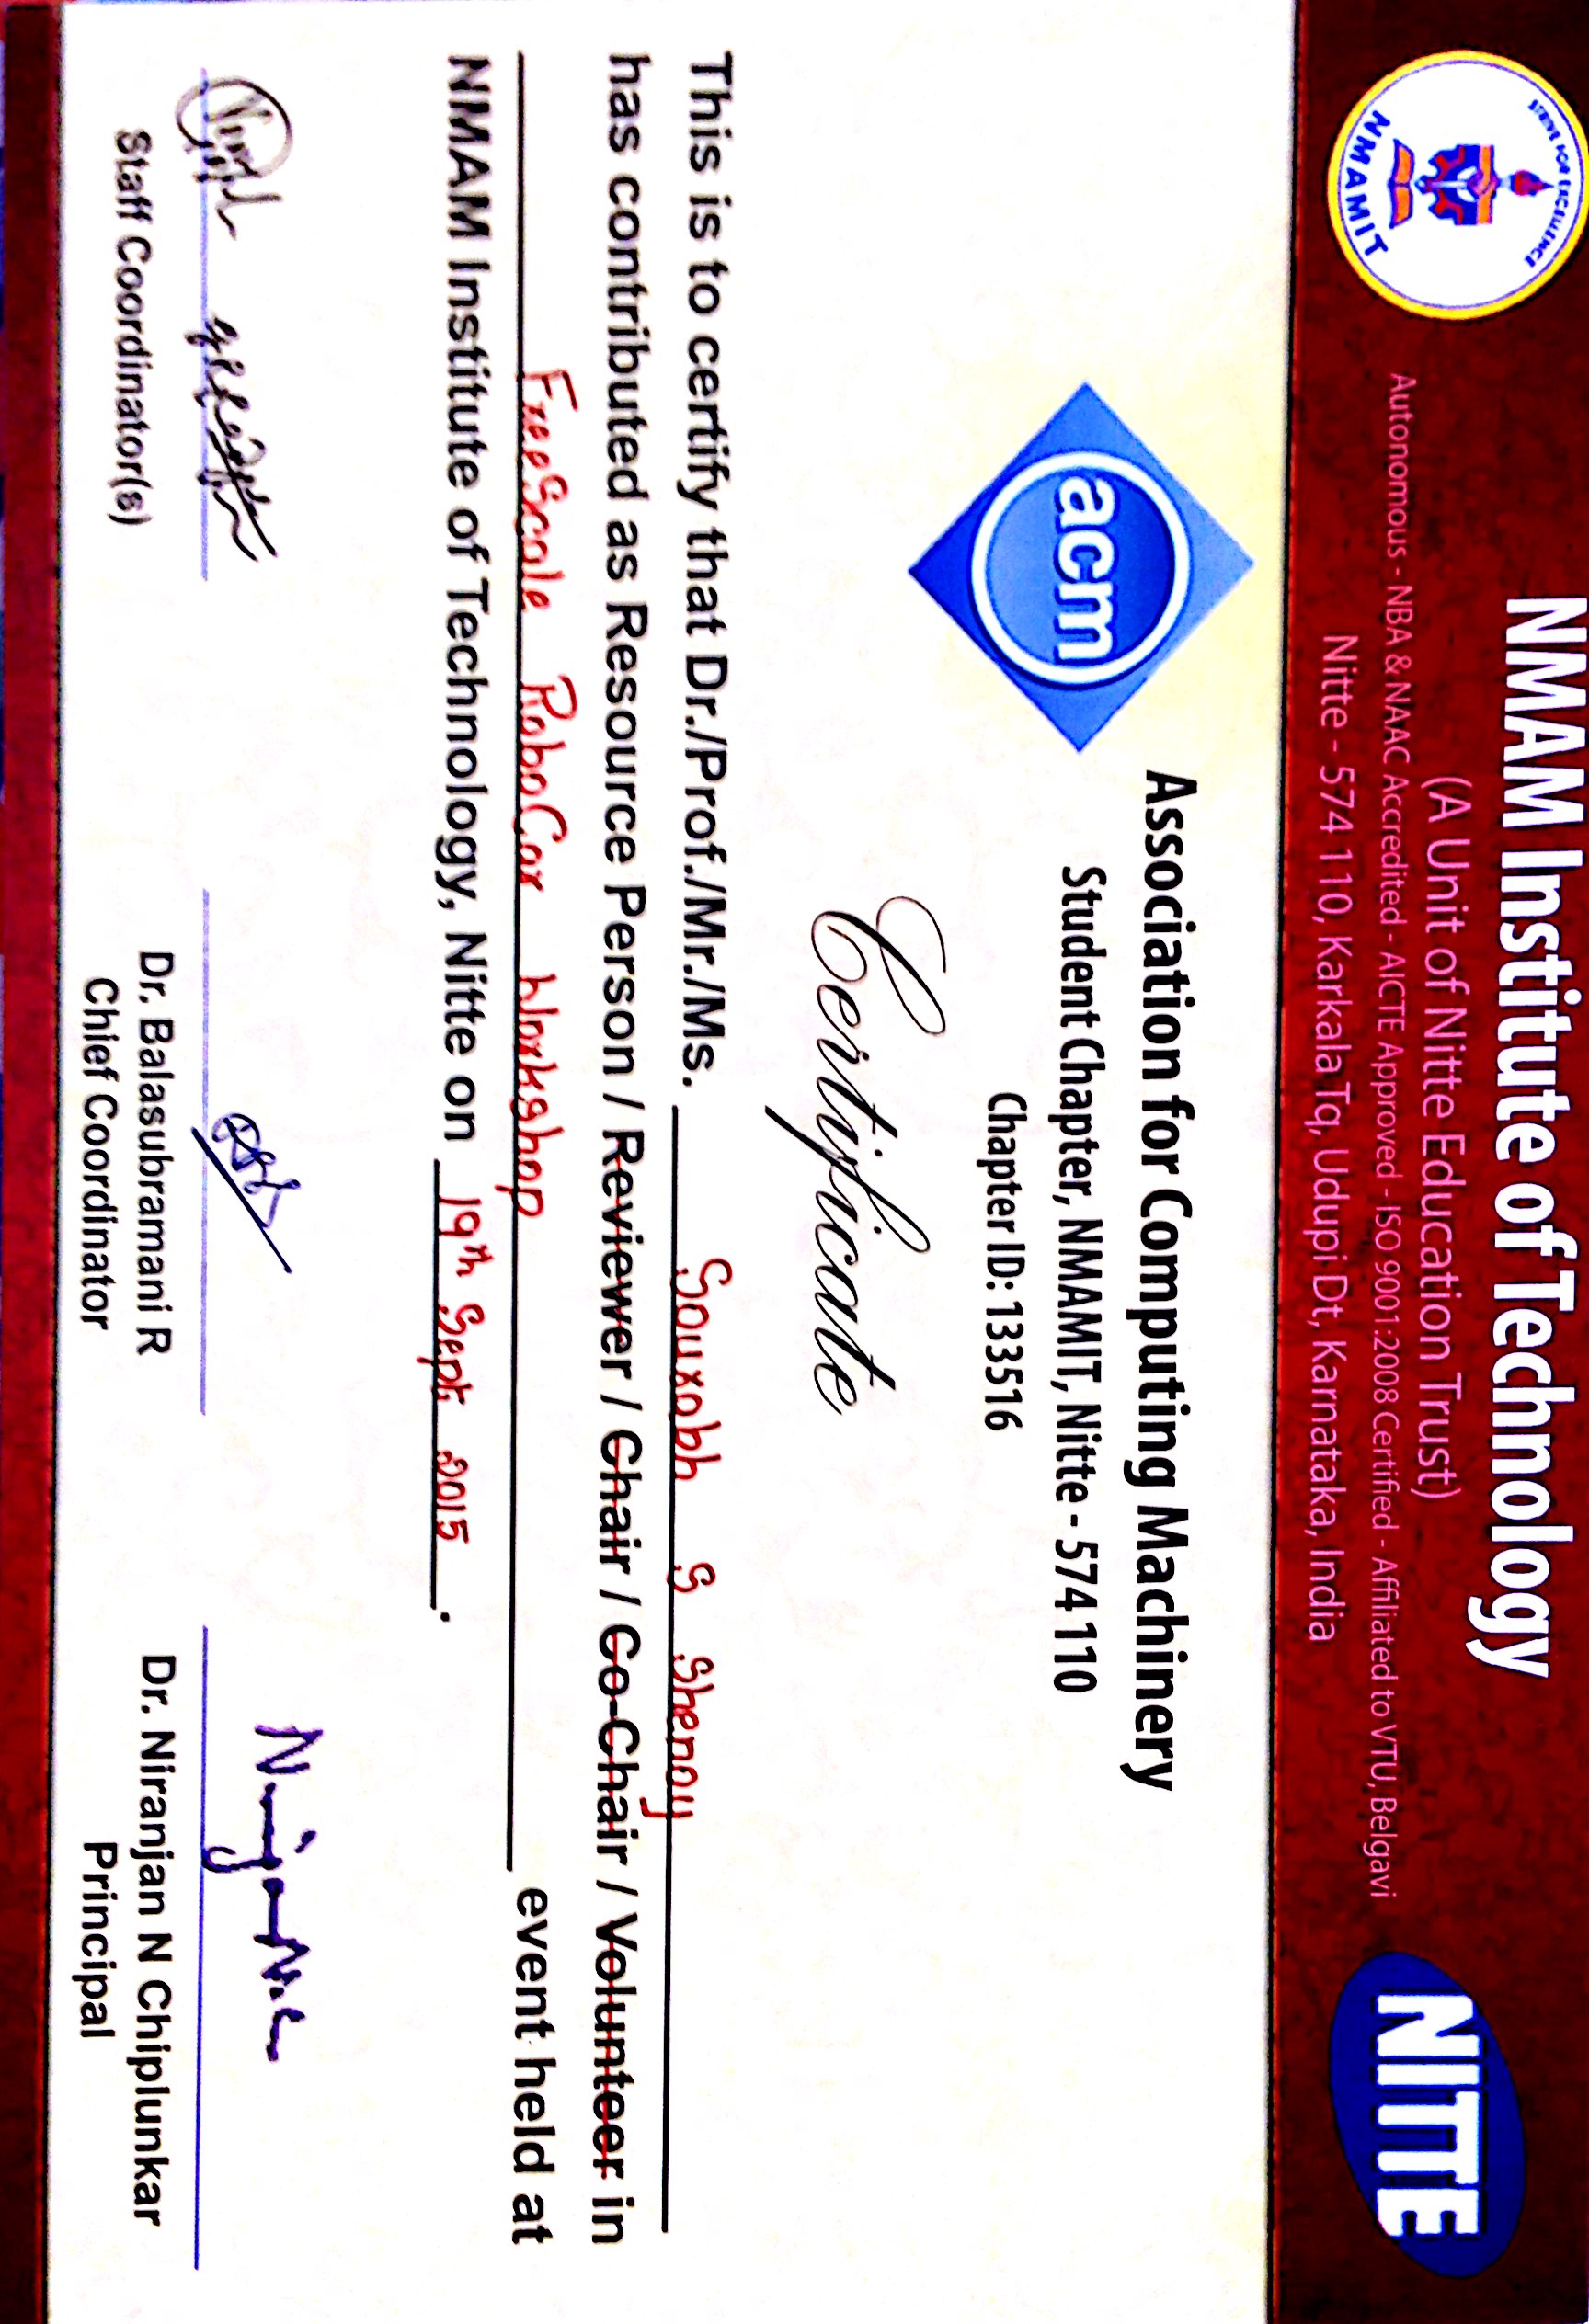 STRIVE FOR EXCELLENCE
NMAMIT
NMAM Institute of Technology
(A Unit of Nitte Education Trust)
Autonomous - NBA & NAAC Accredited - AICTE Approved - ISO 9001:2008 Certified - Affiliated to VTU, Belgavi
Nitte - 574 110, Karkala Tq, Udupi Dt, Karnataka, India
NITTE
acm
Association for Computing Machinery
Student Chapter, NMAMIT, Nitte - 574 110
Chapter ID: 133516
Certificate
This is to certify that Dr./Prof./Mr./Ms. Sourabh S Shenoy
has contributed as Resource Person / Reviewer / Chair / Co-Chair / Volunteer in
FreeScale RoboCar Workshop event held at
NMAM Institute of Technology, Nitte on 19th Sept 2015.
Staff Coordinator(s)
Dr. Balasubramani R
Chief Coordinator
Dr. Niranjan N Chiplunkar
Principal